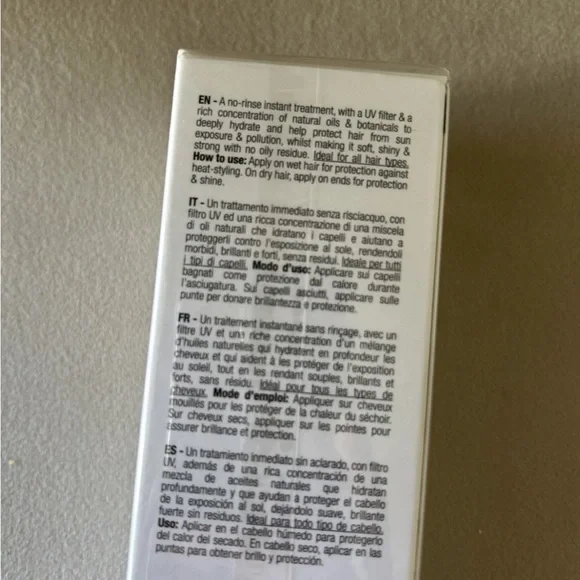 EN - A no-rinse instant treatment, with a UV filter & a
rich concentration of natural oils & botanicals to
deeply hydrate and help protect hair from sun
exposure & pollution, whilst making it soft, shiny &
strong with no oily residue. Ideal for all hair types.
How to use: Apply on wet hair for protection against
heat-styling. On dry hair, apply on ends for protection
& shine.
IT - Un trattamento immediato senza risciacquo, con
filtro UV ed una ricca concentrazione di una miscela
di oli naturali che idratano i capelli e aiutano a
proteggerli contro l'esposizione al sole, rendendoli
morbidi, brillanti e forti, senza residui. Ideale per tutti
i tipi di capelli. Modo d'uso: Applicare sui capelli
bagnati come protezione dal calore durante
l'asciugatura. Sui capelli asciutti, applicare sulle
punte per donare brillantezza e protezione.
FR - Un traitement instantané sans rinçage, avec un
filtre UV et une riche concentration d'un mélange
d'huiles naturelles qui hydratent en profondeur les
cheveux et qui aident à les protéger de l'exposition
au soleil, tout en les rendant souples, brillants et
forts, sans résidu. Idéal pour tous les types de
cheveux. Mode d'emploi: Appliquer sur cheveux
mouillés pour les protéger de la chaleur du séchoir.
Sur cheveux secs, appliquer sur les pointes pour
assurer brillance et protection.
ES - Un tratamiento inmediato sin aclarado, con filtro
UV, además de una rica concentración de una
mezcla de aceites naturales que hidratan
profundamente y que ayudan a proteger el cabello
de la exposición al sol, dejándolo suave, brillante
fuerte sin residuos. Ideal para todo tipo de cabello.
Uso: Aplicar en el cabello húmedo para protegerlo
del calor del secado. En cabello seco, aplicar en las
puntas para obtener brillo y protección.